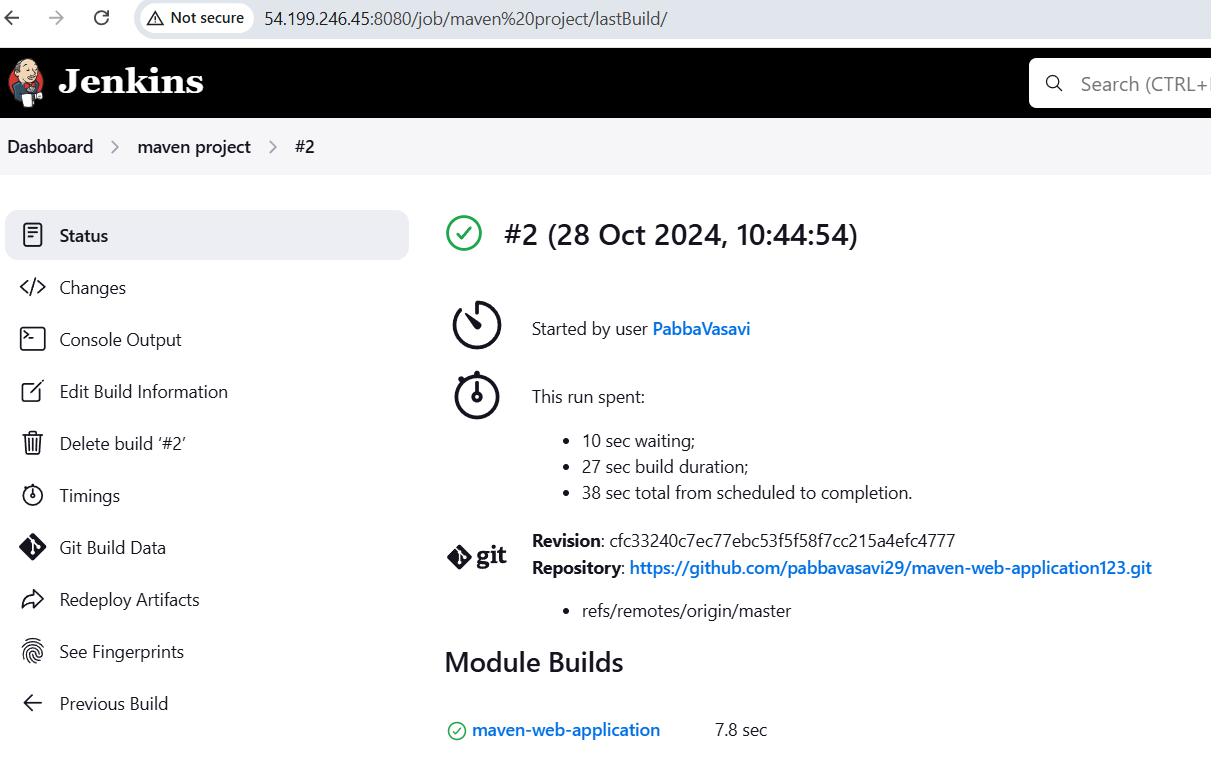 Not secure 54.199.246.45:8080/job/maven%20project/lastBuild/
Jenkins
Search (CTRL+
Dashboard > maven project > #2
Status
Changes
Console Output
Edit Build Information
Delete build ‘#2’
Timings
Git Build Data
Redeploy Artifacts
See Fingerprints
Previous Build
#2 (28 Oct 2024, 10:44:54)
Started by user PabbaVasavi
This run spent:
• 10 sec waiting;
• 27 sec build duration;
• 38 sec total from scheduled to completion.
git
Revision: cfc33240c7ec77ebc53f5f58f7cc215a4efc4777
Repository: https://github.com/pabbavasavi29/maven-web-application123.git
• refs/remotes/origin/master
Module Builds
maven-web-application 7.8 sec